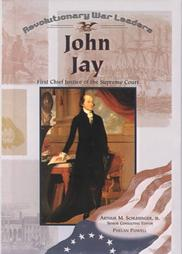 Revolutionary War Leaders
John
Jay
First Chief Justice of the Supreme Court
Arthur M. Schlesinger, jr.
Senior Consulting Editor
Phelan Powell